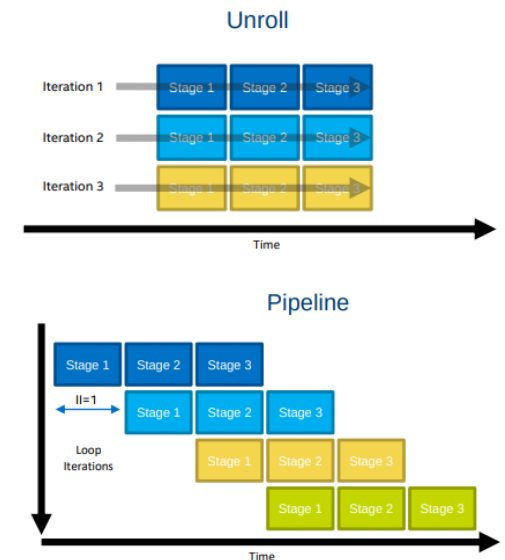 Unroll
Iteration 1 Stage 1 Stage 2 Stage 3
Iteration 2 Stage 1 Stage 2 Stage 3
Iteration 3 Stage 1 Stage 2 Stage 3
Time
Pipeline
Stage 1 Stage 2 Stage 3
II=1
Stage 1 Stage 2 Stage 3
Loop
Iterations
Stage 1 Stage 2 Stage 3
Stage 1 Stage 2 Stage 3
Time